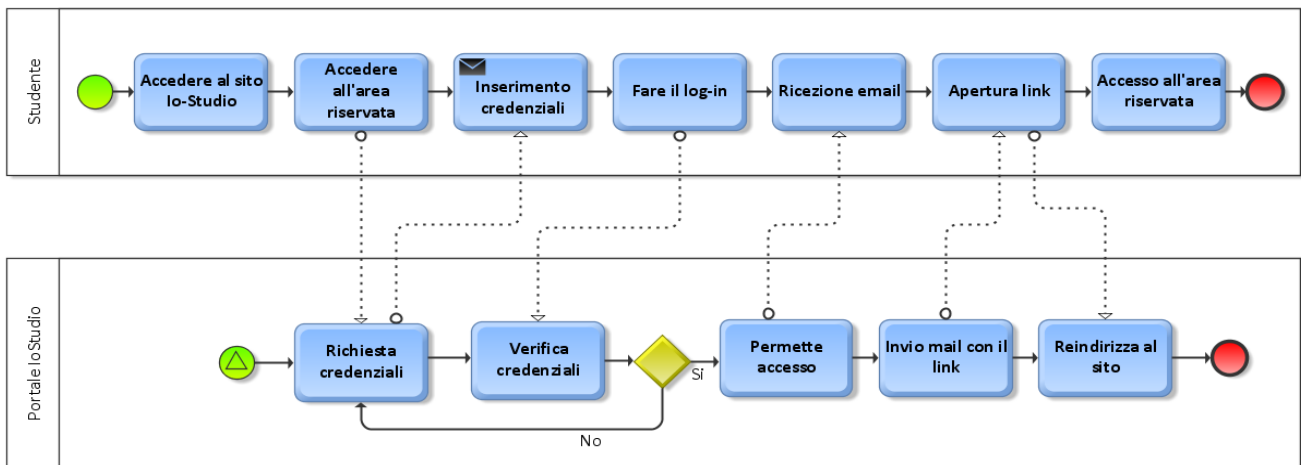 Studente
Accedere al sito
Io-Studio
Accedere
all'area
riservata
Inserimento
credenziali
Fare il log-in
Ricezione email
Apertura link
Accesso all'area
riservata
Portale IoStudio
Richiesta
credenziali
Verifica
credenziali
Sí
No
Permette
accesso
Invio mail con il
link
Reindirizza al
sito